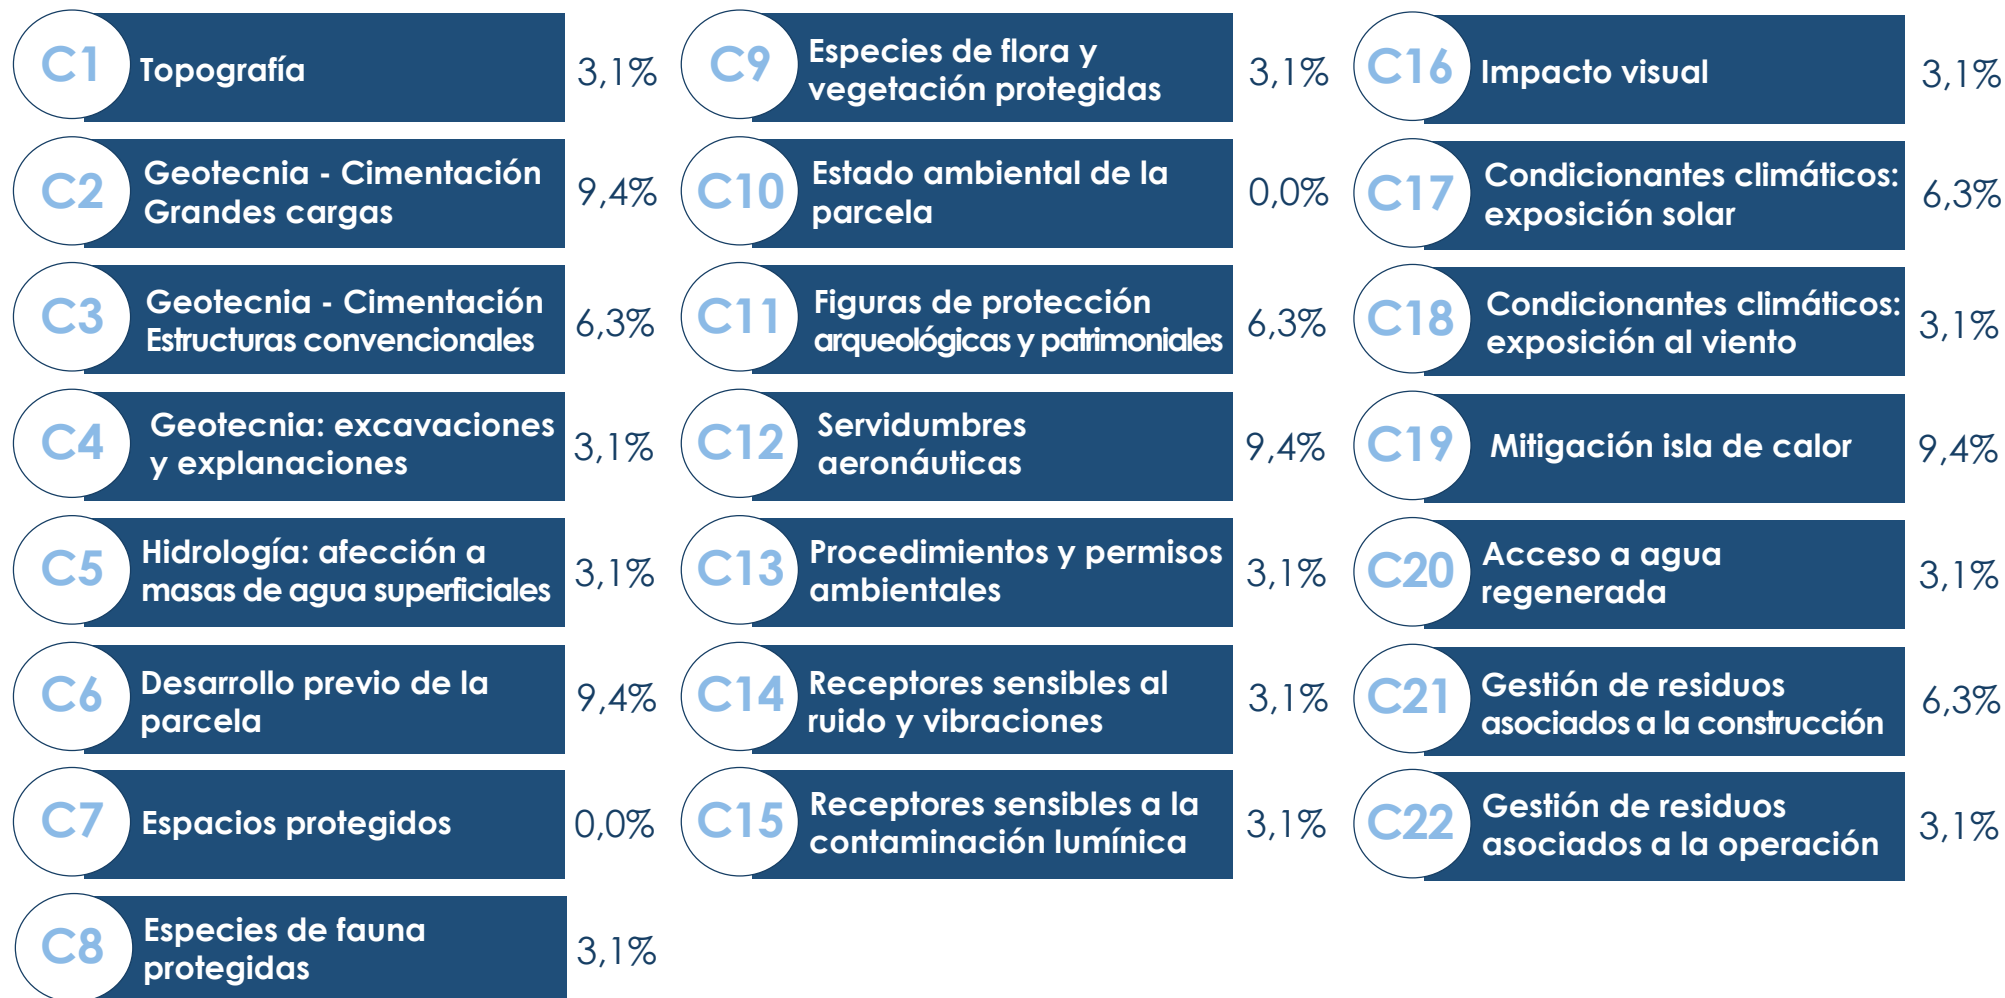 C1
Topografía
3,1%
C2
Geotecnia - Cimentación
Grandes cargas
9,4%
C3
Geotecnia - Cimentación
Estructuras convencionales
6,3%
C4
Geotecnia: excavaciones
y explanaciones
3,1%
C5
Hidrología: afección a
masas de agua superficiales
3,1%
C6
Desarrollo previo de la
parcela
9,4%
C7
Espacios protegidos
0,0%
C8
Especies de fauna
protegidas
3,1%
C9
Especies de flora y
vegetación protegidas
3,1%
C10
Estado ambiental de la
parcela
0,0%
C11
Figuras de protección
arqueológicas y patrimoniales
6,3%
C12
Servidumbres
aeronáuticas
9,4%
C13
Procedimientos y permisos
ambientales
3,1%
C14
Receptores sensibles al
ruido y vibraciones
3,1%
C15
Receptores sensibles a la
contaminación lumínica
3,1%
C16
Impacto visual
3,1%
C17
Condicionantes climáticos:
exposición solar
6,3%
C18
Condicionantes climáticos:
exposición al viento
3,1%
C19
Mitigación isla de calor
9,4%
C20
Acceso a agua
regenerada
3,1%
C21
Gestión de residuos
asociados a la construcción
6,3%
C22
Gestión de residuos
asociados a la operación
3,1%